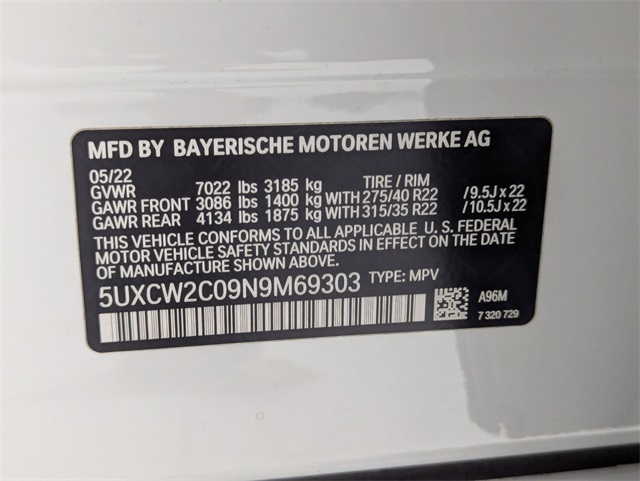 MFD BY BAYERISCHE MOTOREN WERKE AG
05/22
GVWR 7022 lbs 3185 kg TIRE / RIM
GAWR FRONT 3086 lbs 1400 kg WITH 275/40 R22 /9.5J x 22
GAWR REAR 4134 lbs 1875 kg WITH 315/35 R22 /10.5J x 22
THIS VEHICLE CONFORMS TO ALL APPLICABLE U.S. FEDERAL
MOTOR VEHICLE SAFETY STANDARDS IN EFFECT ON THE DATE
OF MANUFACTURE SHOWN ABOVE.
5UXCW2C09N9M69303 TYPE: MPV
A96M
7 320 729